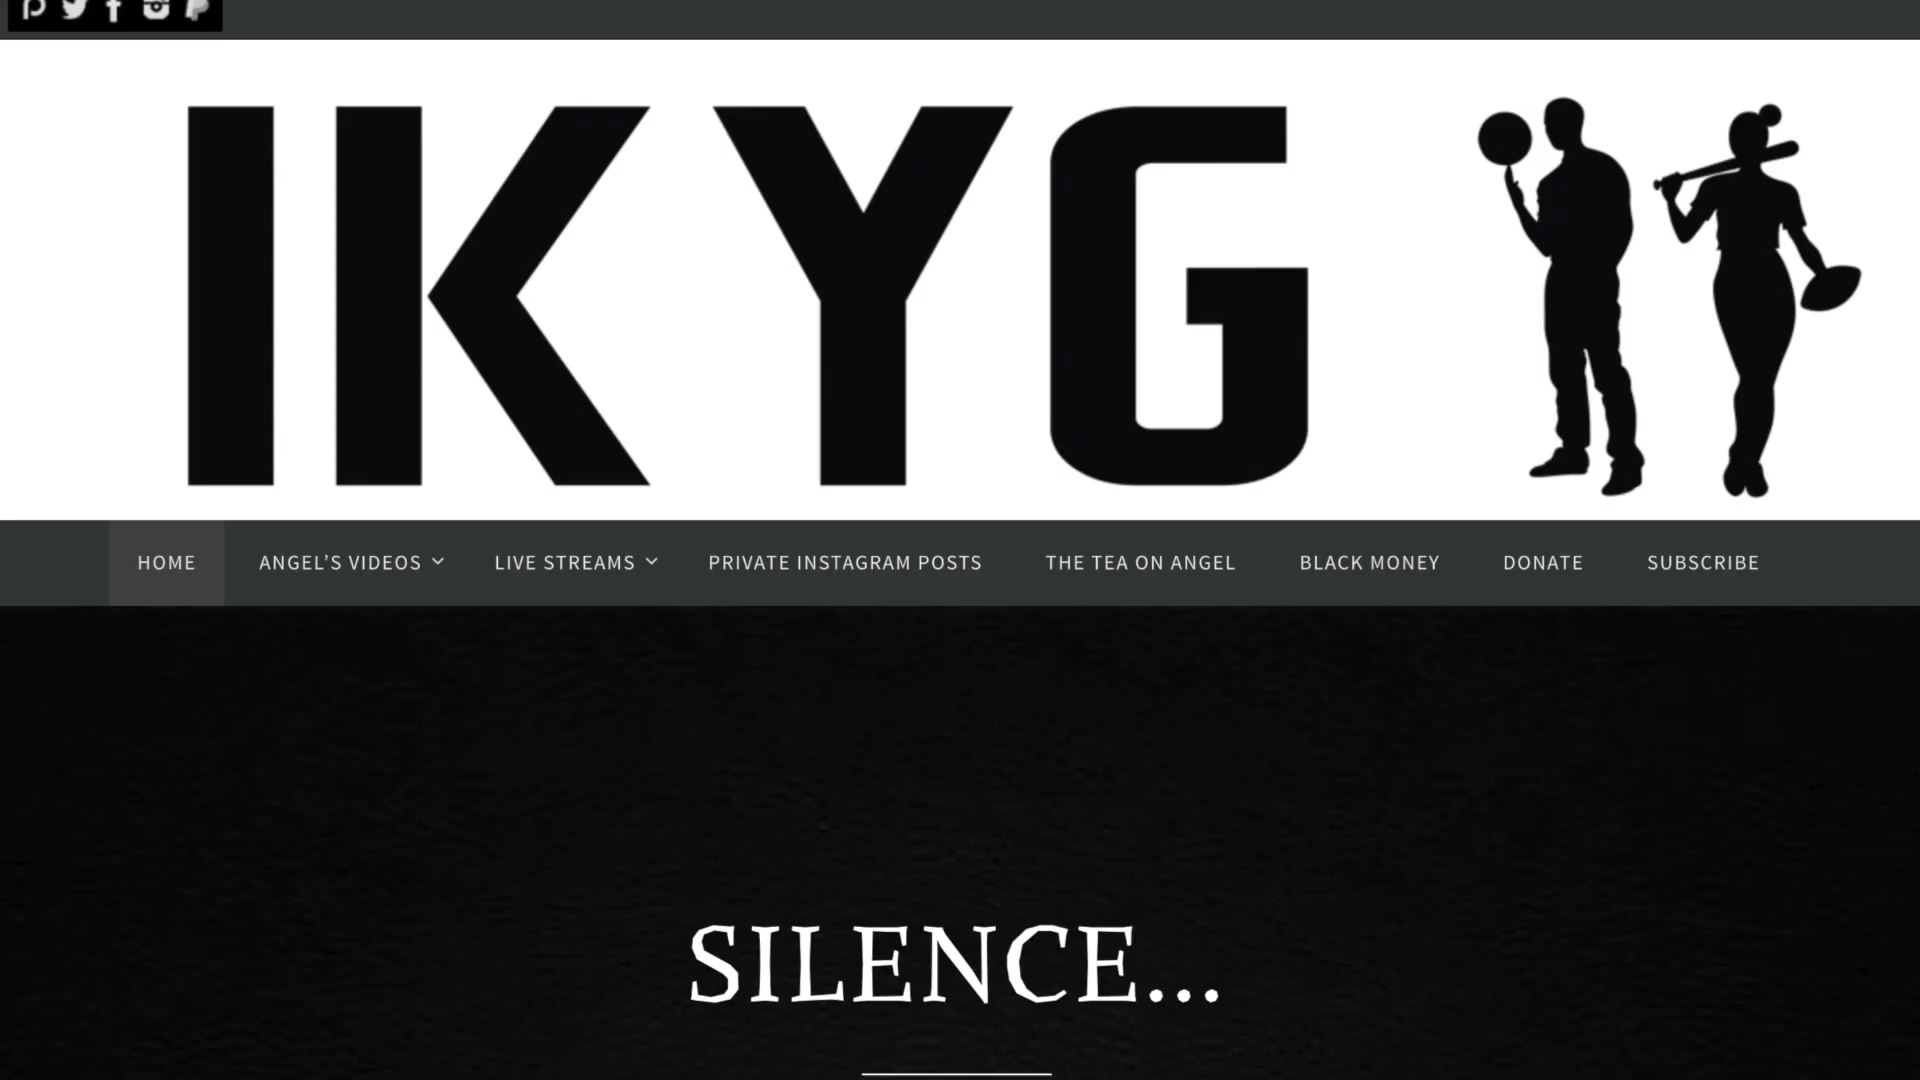 IKYG
HOME ANGEL’S VIDEOS LIVE STREAMS PRIVATE INSTAGRAM POSTS THE TEA ON ANGEL BLACK MONEY DONATE SUBSCRIBE
SILENCE...